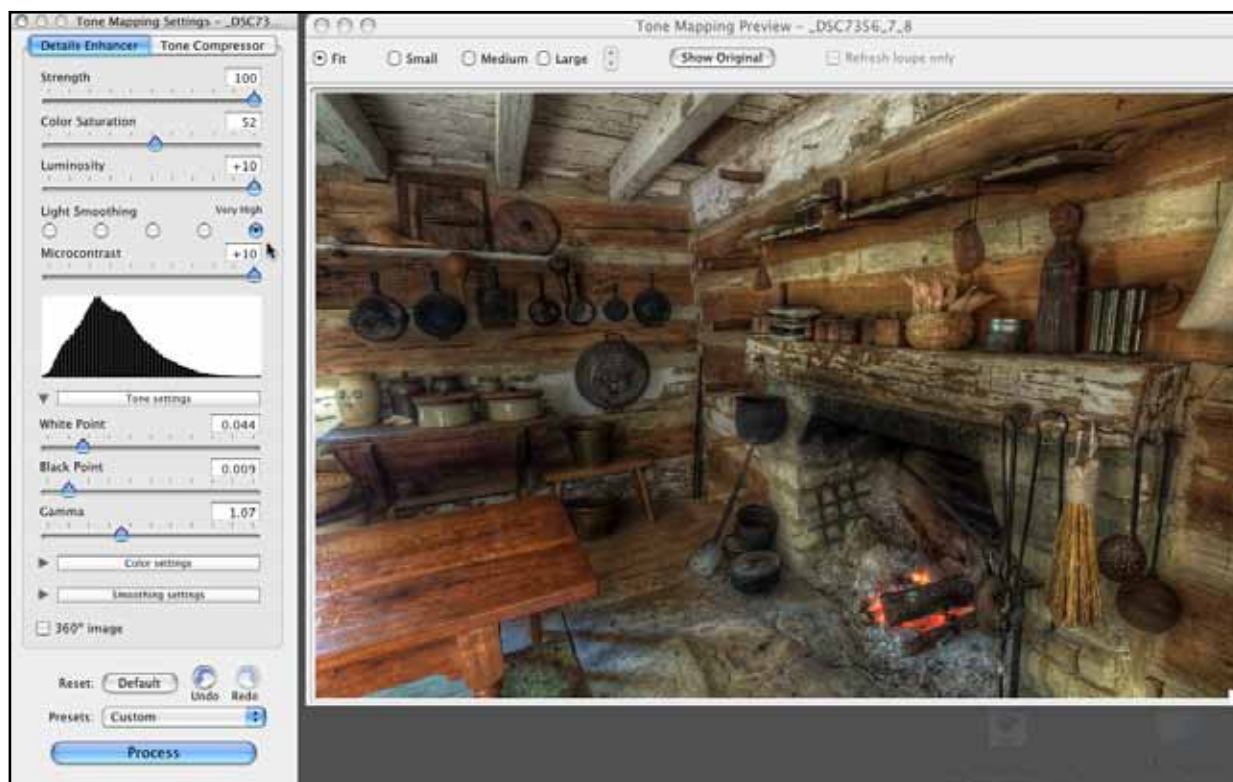 Tone Mapping Settings – _DSC73...
Details Enhancer Tone Compressor
Strength 100
Color Saturation 52
Luminosity +10
Light Smoothing Very High
Microcontrast +10
Tone settings
White Point 0.044
Black Point 0.009
Gamma 1.07
Color settings
Smoothing settings
360° image
Reset: Default Undo Redo
Presets: Custom
Process
Tone Mapping Preview – _DSC7356_7_8
Fit Small Medium Large Show Original Refresh loupe only